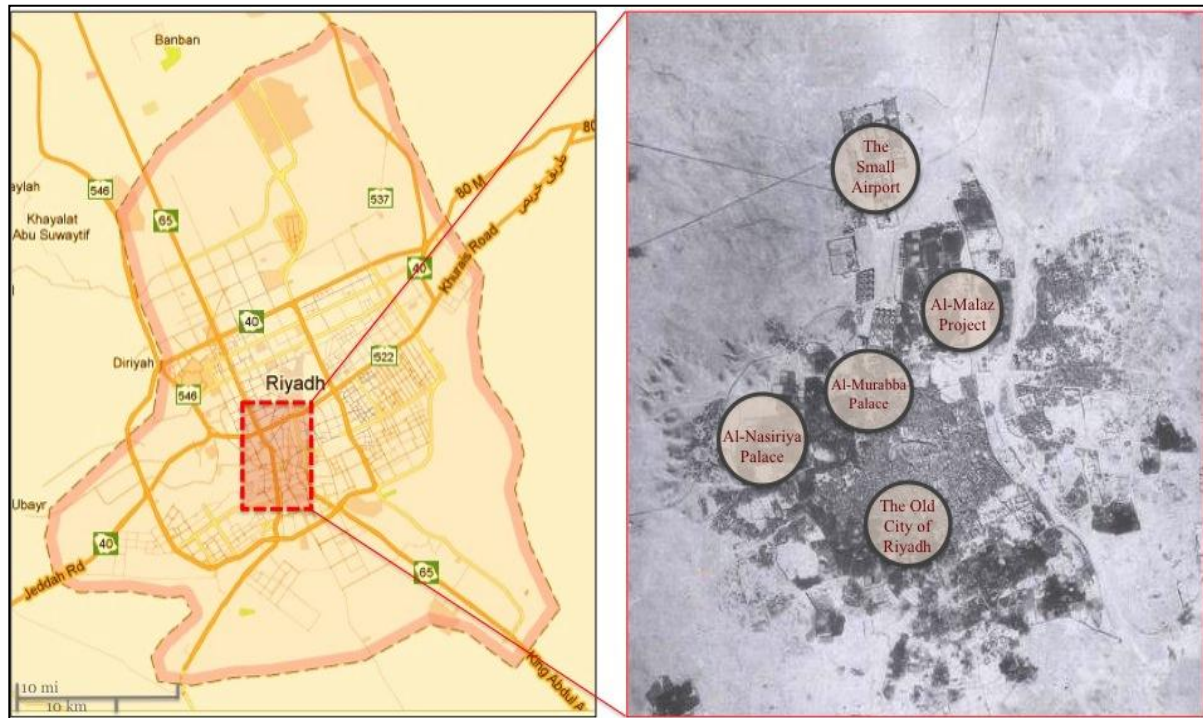 Banban
80
aylah
546
Khayalat
Abu Suwaytif
65
537
80 M
طريق خريص
Khurais Road
40
40
Diriyah
522
546
Riyadh
Ubayr
40
Jeddah Rd
65
King Abdul A
10 mi
10 km
The
Small
Airport
Al-Malaz
Project
Al-Murabba
Palace
Al-Nasiriya
Palace
The Old
City of
Riyadh